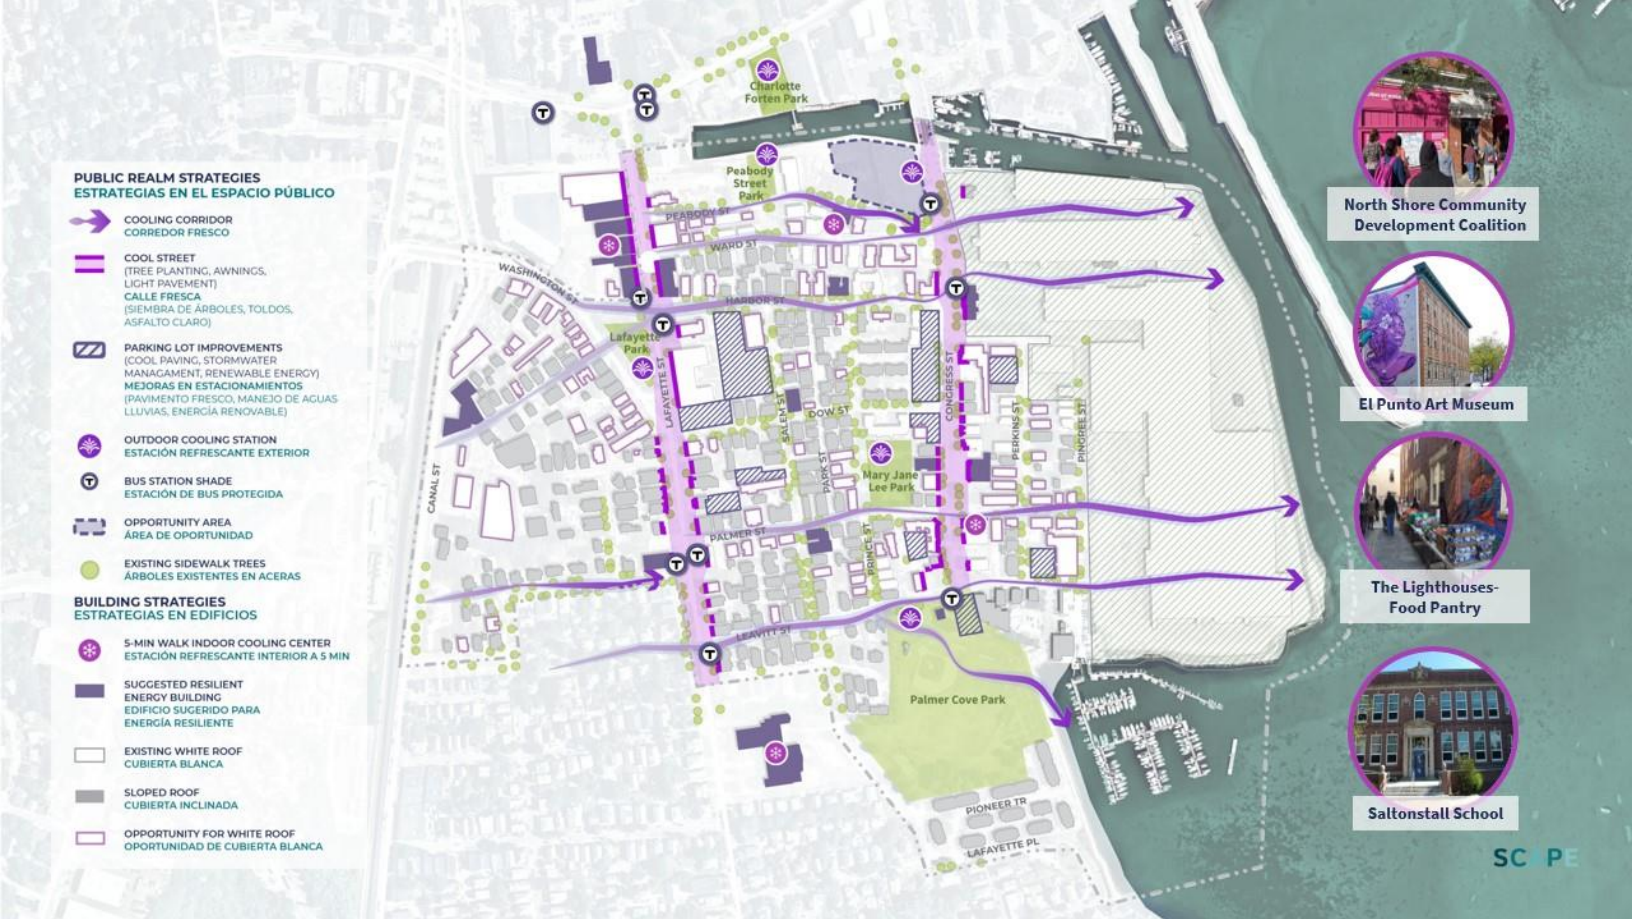 PUBLIC REALM STRATEGIES
ESTRATEGIAS EN EL ESPACIO PÚBLICO
COOLING CORRIDOR
CORREDOR FRESCO
COOL STREET
(TREE PLANTING, AWNINGS,
LIGHT PAVEMENT)
CALLE FRESCA
(SIEMBRA DE ÁRBOLES, TOLDOS,
ASFALTO CLARO)
PARKING LOT IMPROVEMENTS
(COOL PAVING, STORMWATER
MANAGAMENT, RENEWABLE ENERGY)
MEJORAS EN ESTACIONAMIENTOS
(PAVIMENTO FRESCO, MANEJO DE AGUAS
LLUVIAS, ENERGÍA RENOVABLE)
OUTDOOR COOLING STATION
ESTACIÓN REFRESCANTE EXTERIOR
T
BUS STATION SHADE
ESTACIÓN DE BUS PROTEGIDA
OPPORTUNITY AREA
ÁREA DE OPORTUNIDAD
EXISTING SIDEWALK TREES
ÁRBOLES EXISTENTES EN ACERAS
BUILDING STRATEGIES
ESTRATEGIAS EN EDIFICIOS
5-MIN WALK INDOOR COOLING CENTER
ESTACIÓN REFRESCANTE INTERIOR A 5 MIN
SUGGESTED RESILIENT
ENERGY BUILDING
EDIFICIO SUGERIDO PARA
ENERGÍA RESILIENTE
EXISTING WHITE ROOF
CUBIERTA BLANCA
SLOPED ROOF
CUBIERTA INCLINADA
OPPORTUNITY FOR WHITE ROOF
OPORTUNIDAD DE CUBIERTA BLANCA
Charlotte
Forten Park
T
T
T
Peabody
Street
Park
PEABODY ST
T
WARD ST
WASHINGTON ST
T
HARBOR ST
T
T
Lafayette
Park
LAFAYETTE ST
CONGRESS ST
SALEM ST
DOW ST
PERKINS ST
PINGREE ST
PARK ST
Mary Jane
Lee Park
CANAL ST
PALMER ST
PRINCE ST
T
T
T
LEAVITT ST
T
Palmer Cove Park
PIONEER TR
LAFAYETTE PL
North Shore Community
Development Coalition
El Punto Art Museum
The Lighthouses-
Food Pantry
Saltonstall School
SCAPE